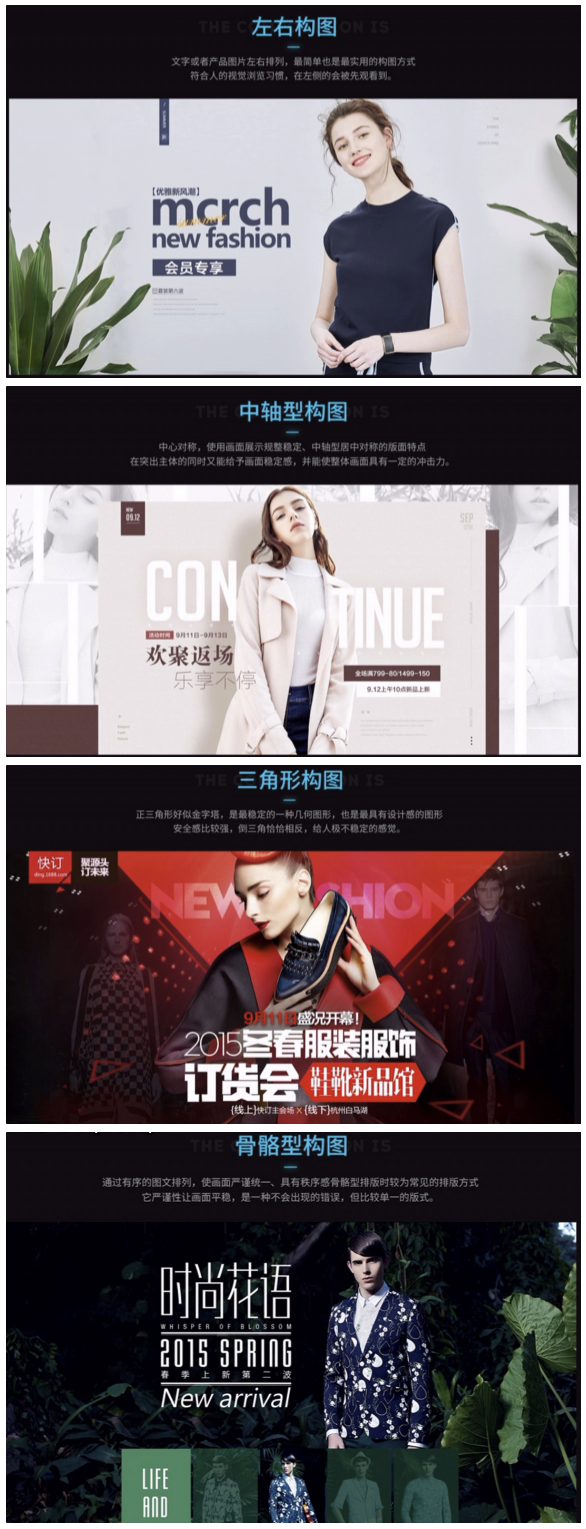 左右构图
文字或者产品图片左右排列，最简单也是最实用的构图方式
符合人的视觉浏览习惯，在左侧的会被先观看到。
【优雅新风潮】
mcrch
summer
new fashion
会员专享
中轴型构图
中心对称，使用画面展示规整稳定、中轴型居中对称的版面特点
在突出主体的同时又能给予画面稳定感，并能使整体画面具有一定的冲击力。
NEW
09.12
SEP
CON
TINUE
活动时间 9月11日-9月13日
欢聚返场
乐享不停
全场满799-80/1499-150
9.12上午10点新品上新
三角形构图
正三角形好似金字塔，是最稳定的一种几何图形，也是最具有设计感的图形
安全感比较强，倒三角恰恰相反，给人极不稳定的感觉。
快订
ding.1688.com
聚源头
订未来
NEW FASHION
9月11日盛况开幕！
2015冬春服装服饰
订货会 鞋靴新品馆
{线上}快订主会场 X {线下}杭州白马湖
骨骼型构图
通过有序的图文排列，使画面严谨统一、具有秩序感骨骼型排版时较为常见的排版方式
它严谨性让画面平稳，是一种不会出现的错误，但比较单一的版式。
时尚花语
WHISPER OF BLOSSOM
2015 SPRING
春季上新第二波
New arrival
LIFE
AND